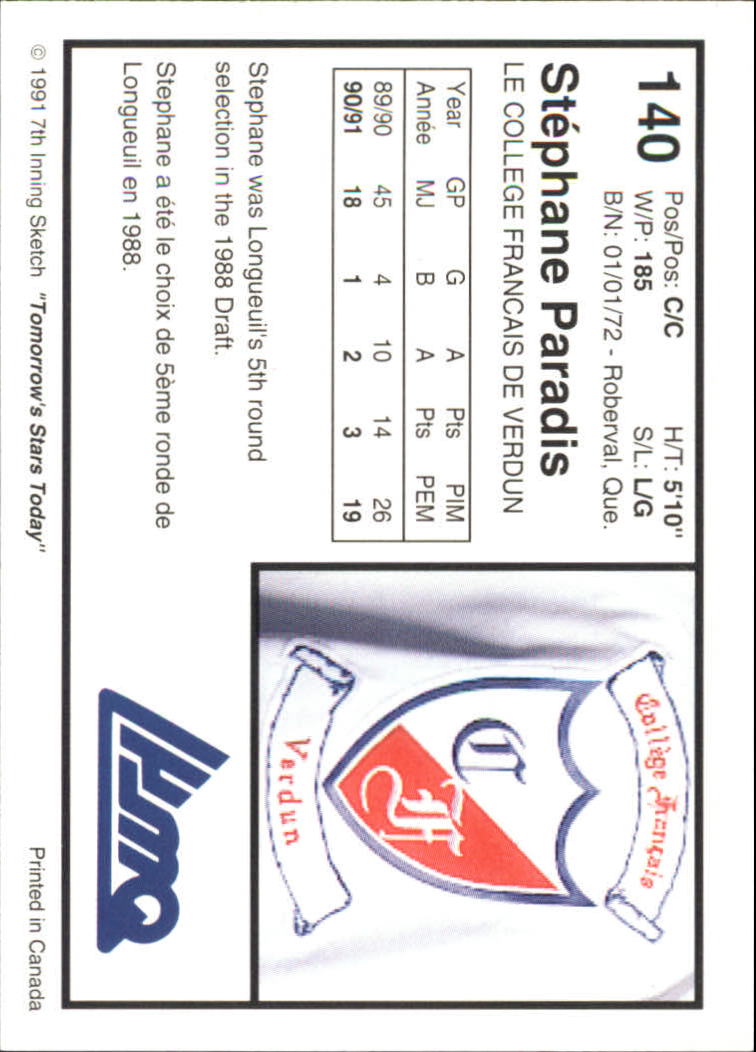 140
Pos/Pos: C/C H/T: 5'10"
W/P: 185 S/L: L/G
B/N: 01/01/72 - Roberval, Que.
Stéphane Paradis
LE COLLEGE FRANCAIS DE VERDUN
Year GP G A Pts PIM
Année MJ B A Pts PEM
89/90 45 4 10 14 26
90/91 18 1 2 3 19
Stephane was Longueuil's 5th round
selection in the 1988 Draft.
Stephane a été le choix de 5ème ronde de
Longueuil en 1988.
Collège Français
C
F
Verdun
LHJMQ
© 1991 7th Inning Sketch "Tomorrow's Stars Today"
Printed in Canada